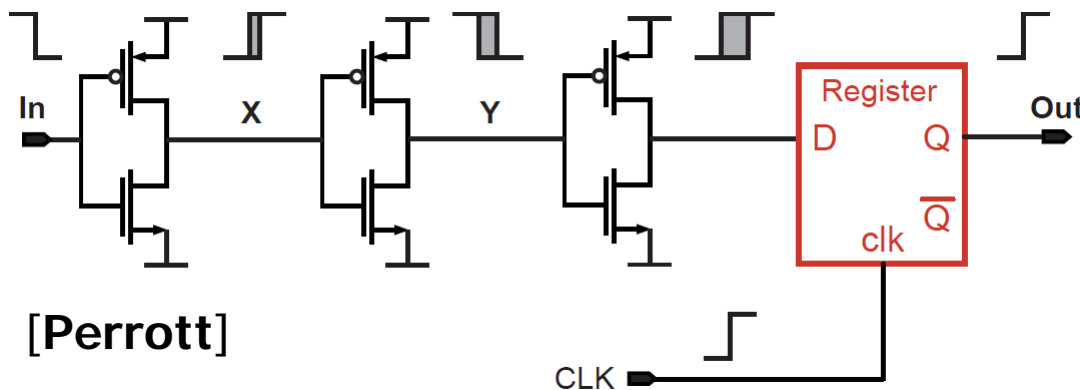 In
X
Y
Register
D
Q
Q
clk
Out
CLK
[Perrott]